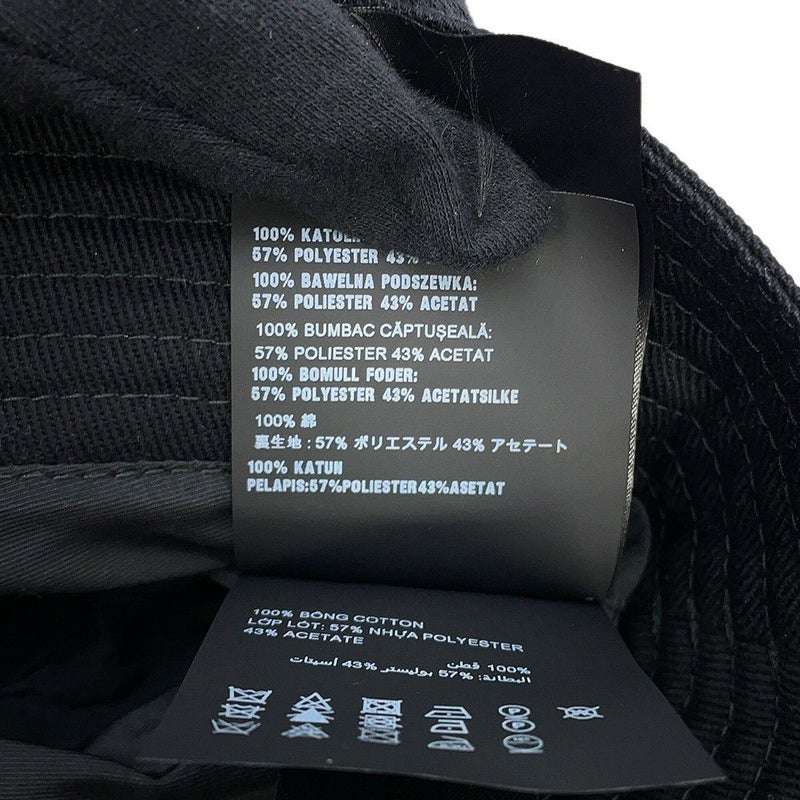 100%
57% POLYESTER 43%
100% BAWELNA PODSZEWKA:
57% POLIESTER 43% ACETAT
100% BUMBAC CĂPTUȘEALĂ:
57% POLIESTER 43% ACETAT
100% BOMULL FODER:
57% POLYESTER 43% ACETATSILKE
100% 綿
裏生地 : 57% ポリエステル 43% アセテート
100% KATUN
PELAPIS:57%POLIESTER43%ASETAT
100% BÔNG COTTON
LỚP LÓT: 57% NHỰA POLYESTER
43% ACETATE
100% قطن
البطانة: 57% بوليستر 43% أسيتات